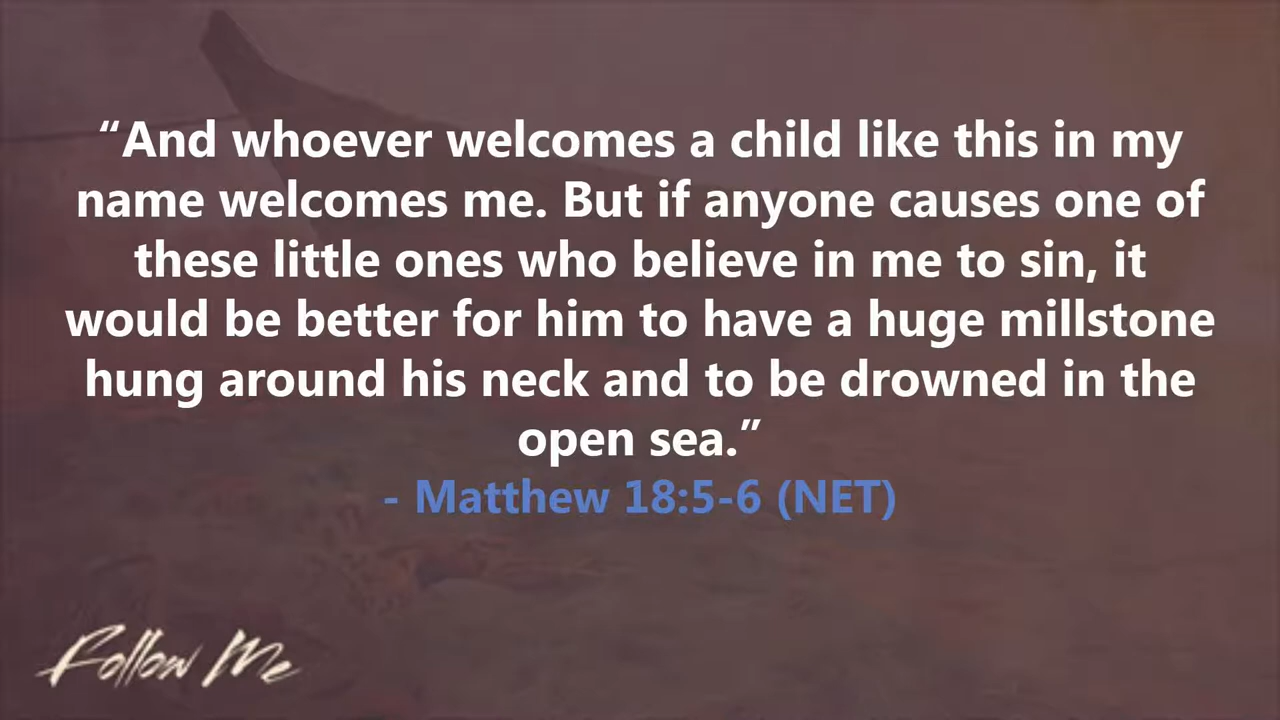 “And whoever welcomes a child like this in my
name welcomes me. But if anyone causes one of
these little ones who believe in me to sin, it
would be better for him to have a huge millstone
hung around his neck and to be drowned in the
open sea.”
- Matthew 18:5-6 (NET)
Follow Me